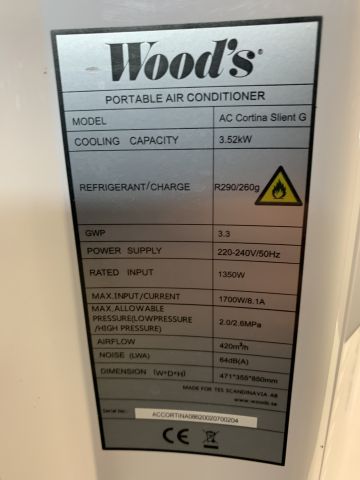 Wood's
PORTABLE AIR CONDITIONER
MODEL AC Cortina Slient G
COOLING CAPACITY 3.52kW
REFRIGERANT/CHARGE R290/260g
GWP 3.3
POWER SUPPLY 220-240V/50Hz
RATED INPUT 1350W
MAX.INPUT/CURRENT 1700W/8.1A
MAX.ALLOWABLE
PRESSURE(LOWPRESSURE 2.0/2.6MPa
/HIGH PRESSURE)
AIRFLOW 420m³/h
NOISE (LWA) 64dB(A)
DIMENSION (W*D*H) 471*355*850mm
MADE FOR TES SCANDINAVIA AB
www.woods.se
Serial No.: ACCORTINA08620020700204
CE